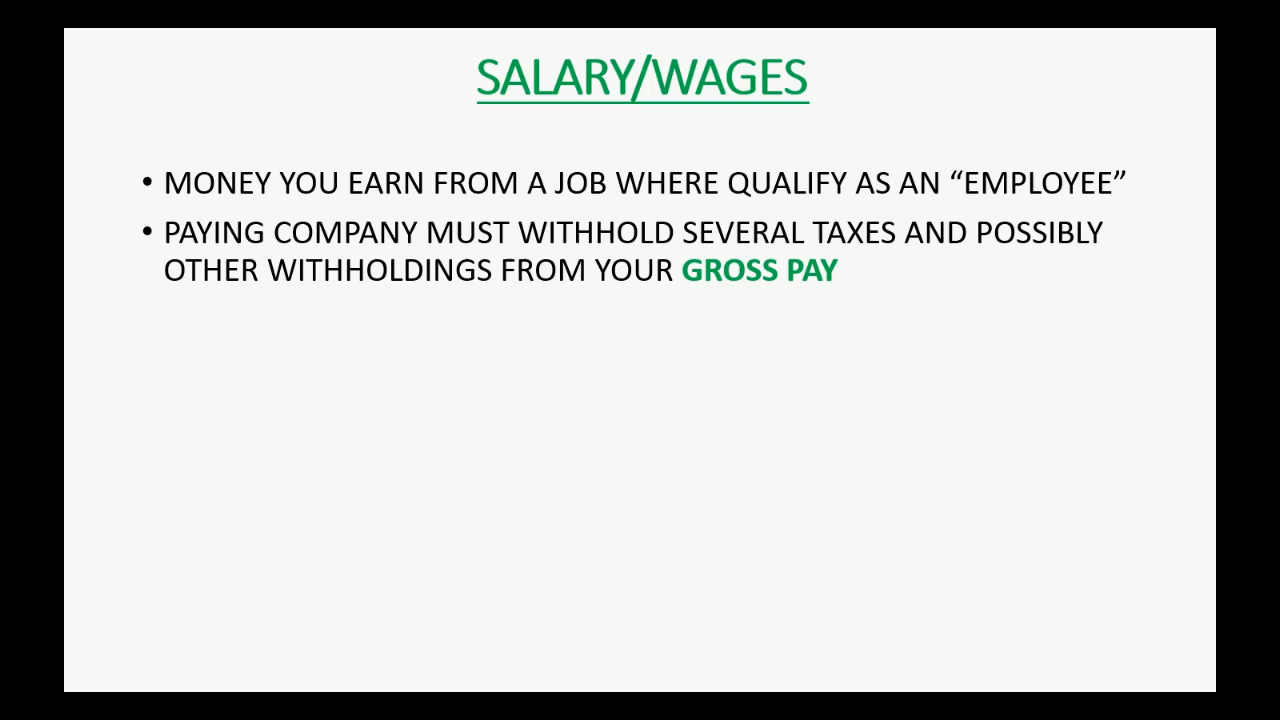 SALARY/WAGES
• MONEY YOU EARN FROM A JOB WHERE QUALIFY AS AN “EMPLOYEE”
• PAYING COMPANY MUST WITHHOLD SEVERAL TAXES AND POSSIBLY
OTHER WITHHOLDINGS FROM YOUR GROSS PAY